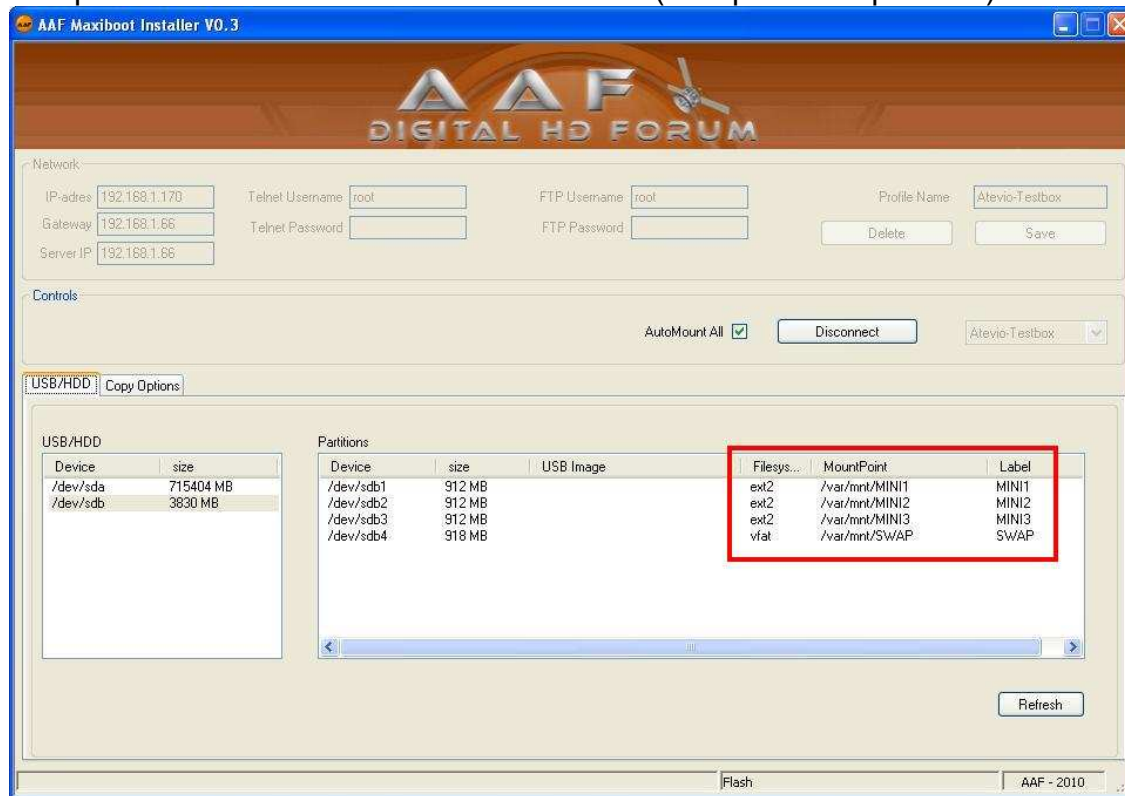 AAF Maxiboot Installer V0.3
AAF
DIGITAL HD FORUM
Network
IP-adres 192.168.1.170 Telnet Username root FTP Username root Profile Name Atevio-Testbox
Gateway 192.168.1.66 Telnet Password FTP Password Delete Save
Server IP 192.168.1.66
Controls
AutoMount All Disconnect Atevio-Testbox
USB/HDD Copy Options
USB/HDD Partitions
Device size Device size USB Image Filesys... MountPoint Label
/dev/sda 715404 MB /dev/sdb1 912 MB ext2 /var/mnt/MINI1 MINI1
/dev/sdb 3830 MB /dev/sdb2 912 MB ext2 /var/mnt/MINI2 MINI2
/dev/sdb3 912 MB ext2 /var/mnt/MINI3 MINI3
/dev/sdb4 918 MB vfat /var/mnt/SWAP SWAP
Refresh
Flash AAF - 2010